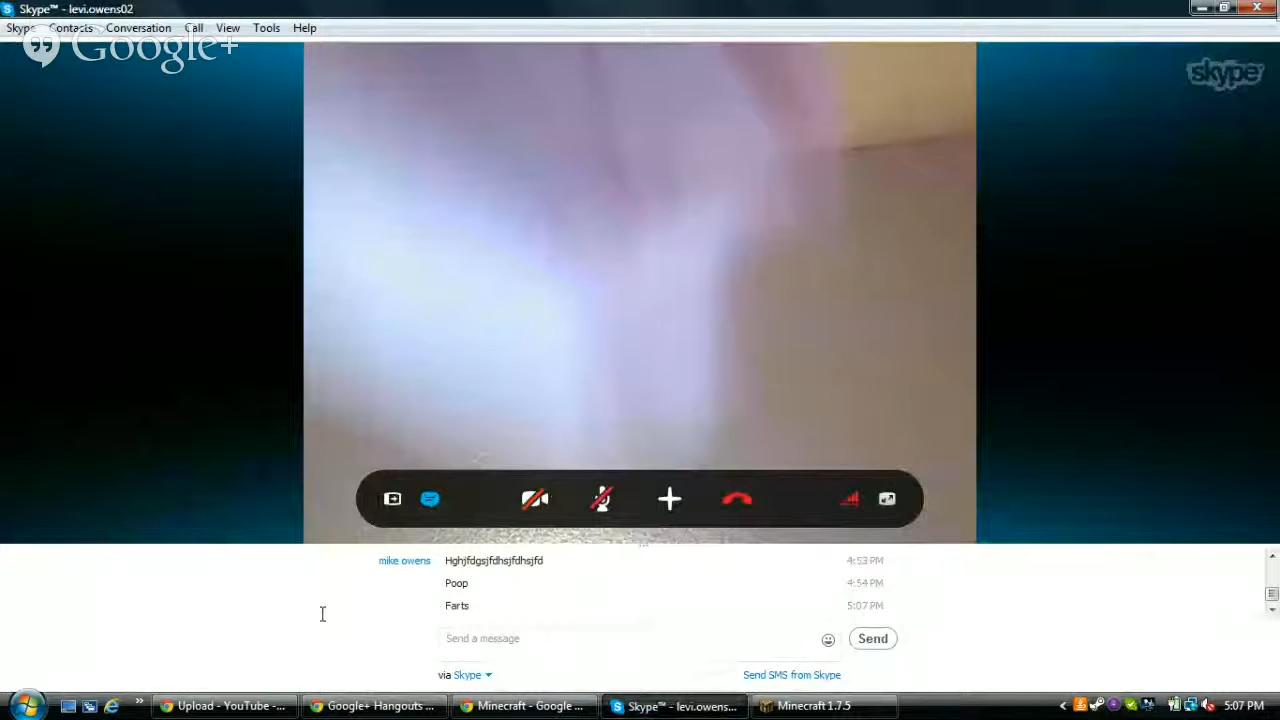 Skype™ - levi.owens02
Skype Contacts Conversation Call View Tools Help
Google+
skype
mike owens Hghjfdgsjfdhsjfdhsjfd 4:53 PM
Poop 4:54 PM
Farts 5:07 PM
Send a message Send
via Skype Send SMS from Skype
Upload - YouTube -... Google+ Hangouts ... Minecraft - Google ... Skype™ - levi.owens... Minecraft 1.7.5 5:07 PM